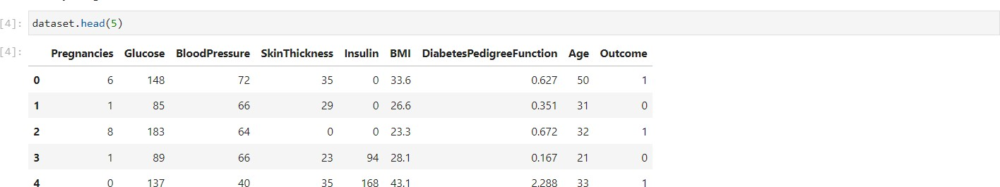 [4]: dataset.head(5)
[4]: Pregnancies Glucose BloodPressure SkinThickness Insulin BMI DiabetesPedigreeFunction Age Outcome
0 6 148 72 35 0 33.6 0.627 50 1
1 1 85 66 29 0 26.6 0.351 31 0
2 8 183 64 0 0 23.3 0.672 32 1
3 1 89 66 23 94 28.1 0.167 21 0
4 0 137 40 35 168 43.1 2.288 33 1